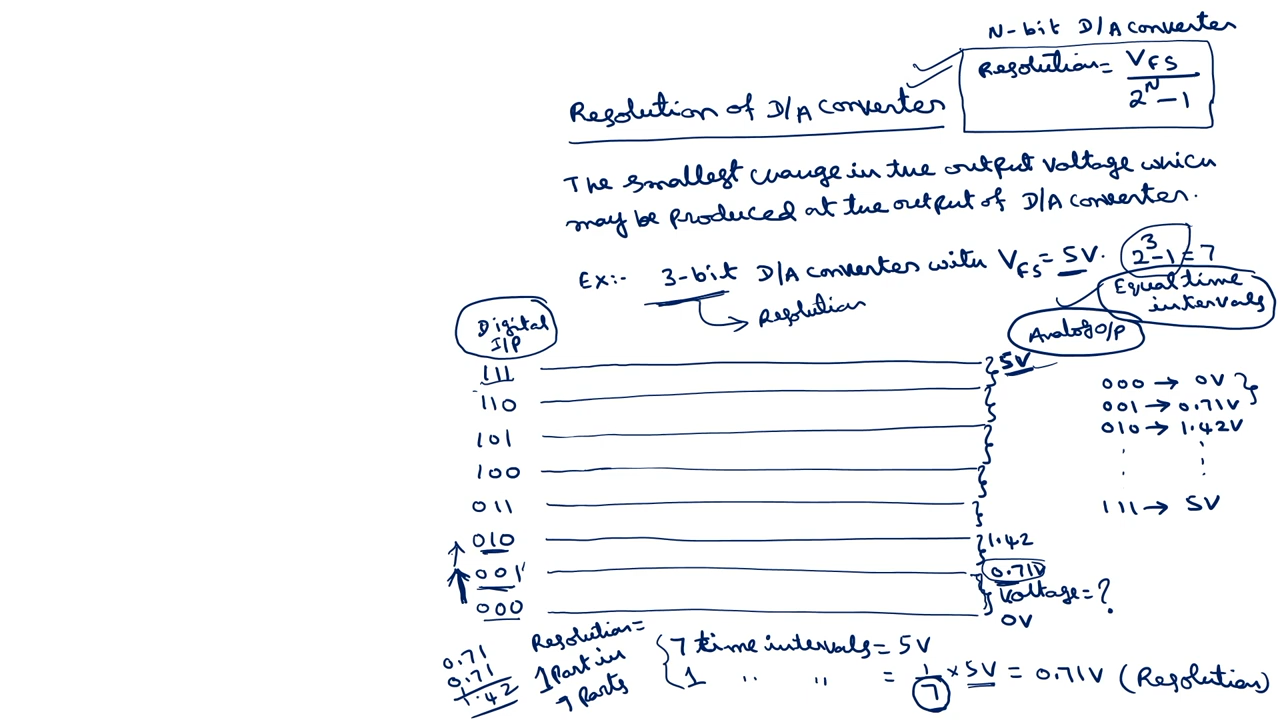 N-bit D/A converter
Resolution = V_FS / 2^N - 1
Resolution of D/A Converter
The smallest change in the output voltage which
may be produced at the output of D/A converter.
Ex:- 3-bit D/A converter with V_FS = 5V. 2^3-1 = 7
Equal time
intervals
Resolution
Digital
I/P
Analog O/P
111 5V
110
101
100
011
010 1.42
001 0.71V
Voltage = ?
000 0V
000 → 0V
001 → 0.71V
010 → 1.42V
: :
111 → 5V
0.71
0.71
1.42
Resolution =
1 Part in
7 Parts
7 time intervals = 5V
1 " " = 1/7 × 5V = 0.71V (Resolution)